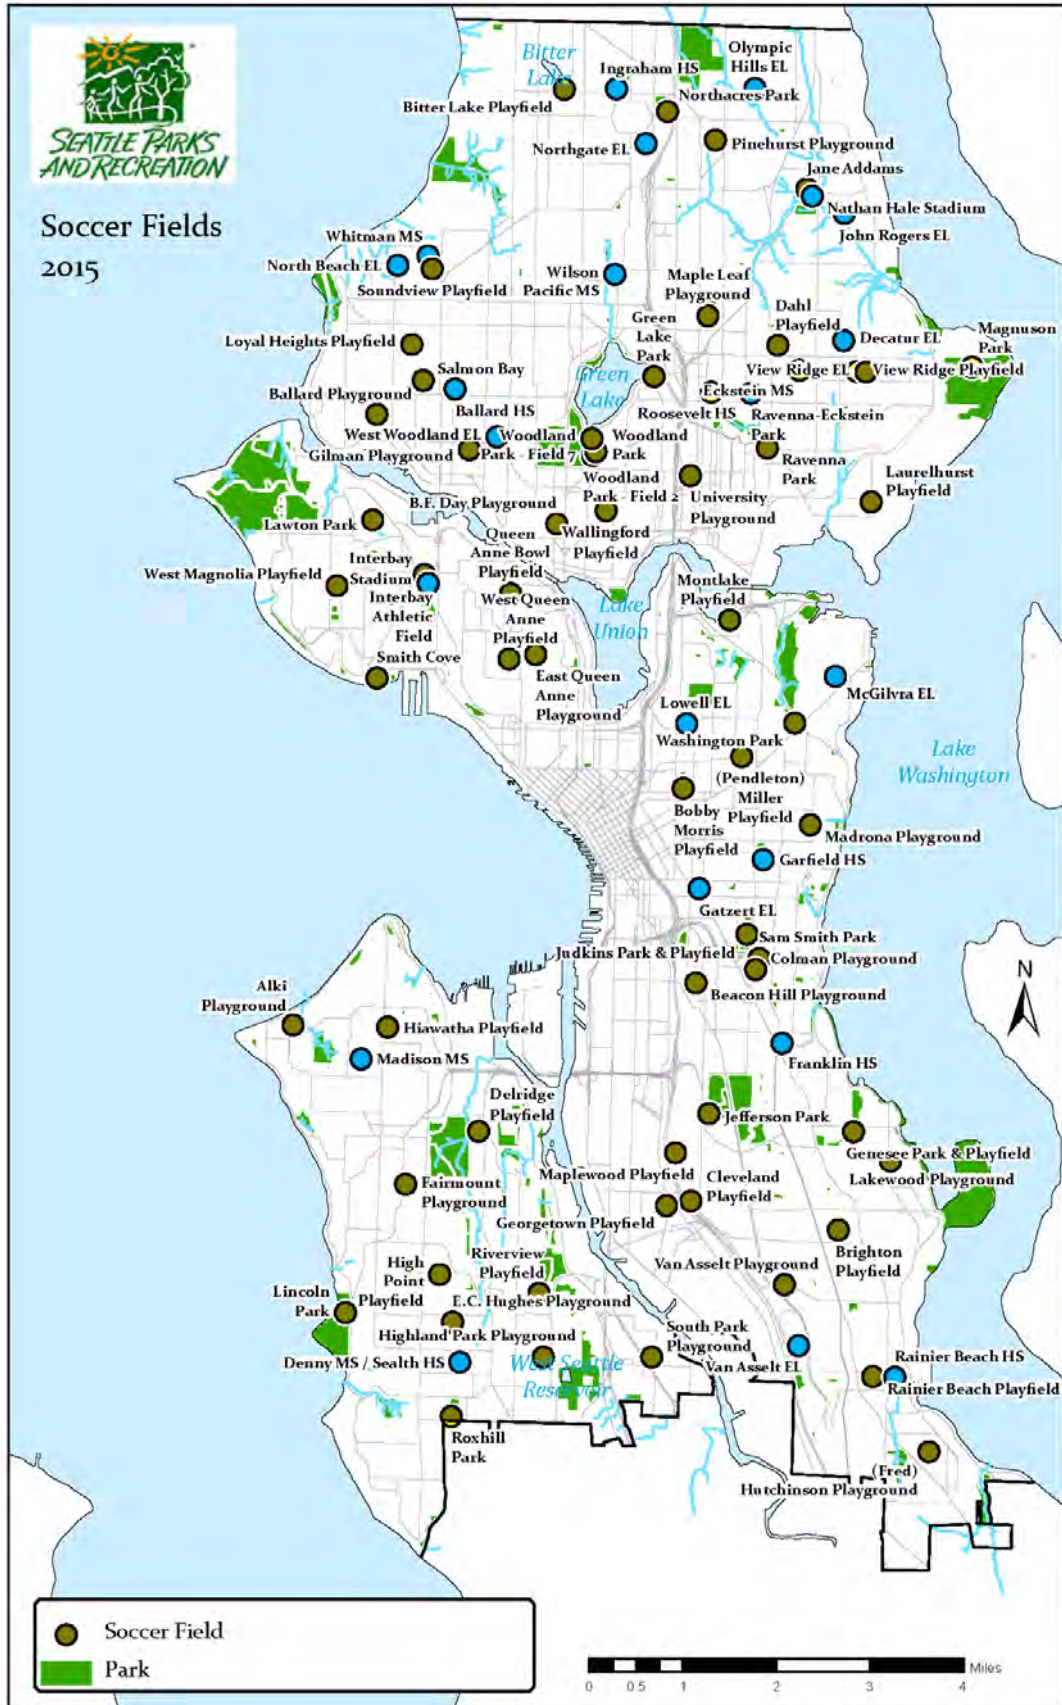 SEATTLE PARKS
AND RECREATION
Soccer Fields
2015
Bitter
Lake
Ingraham HS
Olympic
Hills EL
Bitter Lake Playfield
Northacres Park
Northgate EL
Pinehurst Playground
Jane Addams
Nathan Hale Stadium
John Rogers EL
Whitman MS
North Beach EL
Soundview Playfield
Wilson
Pacific MS
Maple Leaf
Playground
Green
Lake
Park
Dahl
Playfield
Decatur EL
Magnuson
Park
Loyal Heights Playfield
Salmon Bay
Green
Lake
View Ridge EL
View Ridge Playfield
Eckstein MS
Ballard Playground
Ballard HS
Roosevelt HS
Ravenna-Eckstein
Park
West Woodland EL
Gilman Playground
Woodland
Park - Field 7
Woodland
Park
Ravenna
Park
Laurelhurst
Playfield
Woodland
Park - Field 2
University
Playground
B.F. Day Playground
Wallingford
Playfield
Lawton Park
Queen
Anne Bowl
Playfield
Interbay
Stadium
West Magnolia Playfield
Interbay
Athletic
Field
West Queen
Anne
Playfield
Lake
Union
Montlake
Playfield
Smith Cove
East Queen
Anne
Playground
McGilvra EL
Lowell EL
Washington Park
Lake
Washington
(Pendleton)
Miller
Playfield
Bobby
Morris
Playfield
Madrona Playground
Garfield HS
Gatzert EL
Sam Smith Park
Judkins Park & Playfield
Colman Playground
Beacon Hill Playground
Alki
Playground
Hiawatha Playfield
Madison MS
N
Franklin HS
Delridge
Playfield
Jefferson Park
Genesee Park & Playfield
Lakewood Playground
Maplewood Playfield
Cleveland
Playfield
Fairmount
Playground
Georgetown Playfield
Brighton
Playfield
Riverview
Playfield
Van Asselt Playground
High
Point
Playfield
Lincoln
Park
E.C. Hughes Playground
Highland Park Playground
South Park
Playground
Denny MS / Sealth HS
West Seattle
Reservoir
Van Asselt EL
Rainier Beach HS
Rainier Beach Playfield
Roxhill
Park
(Fred)
Hutchinson Playground
Soccer Field
Park
0 0.5 1 2 3 4
Miles